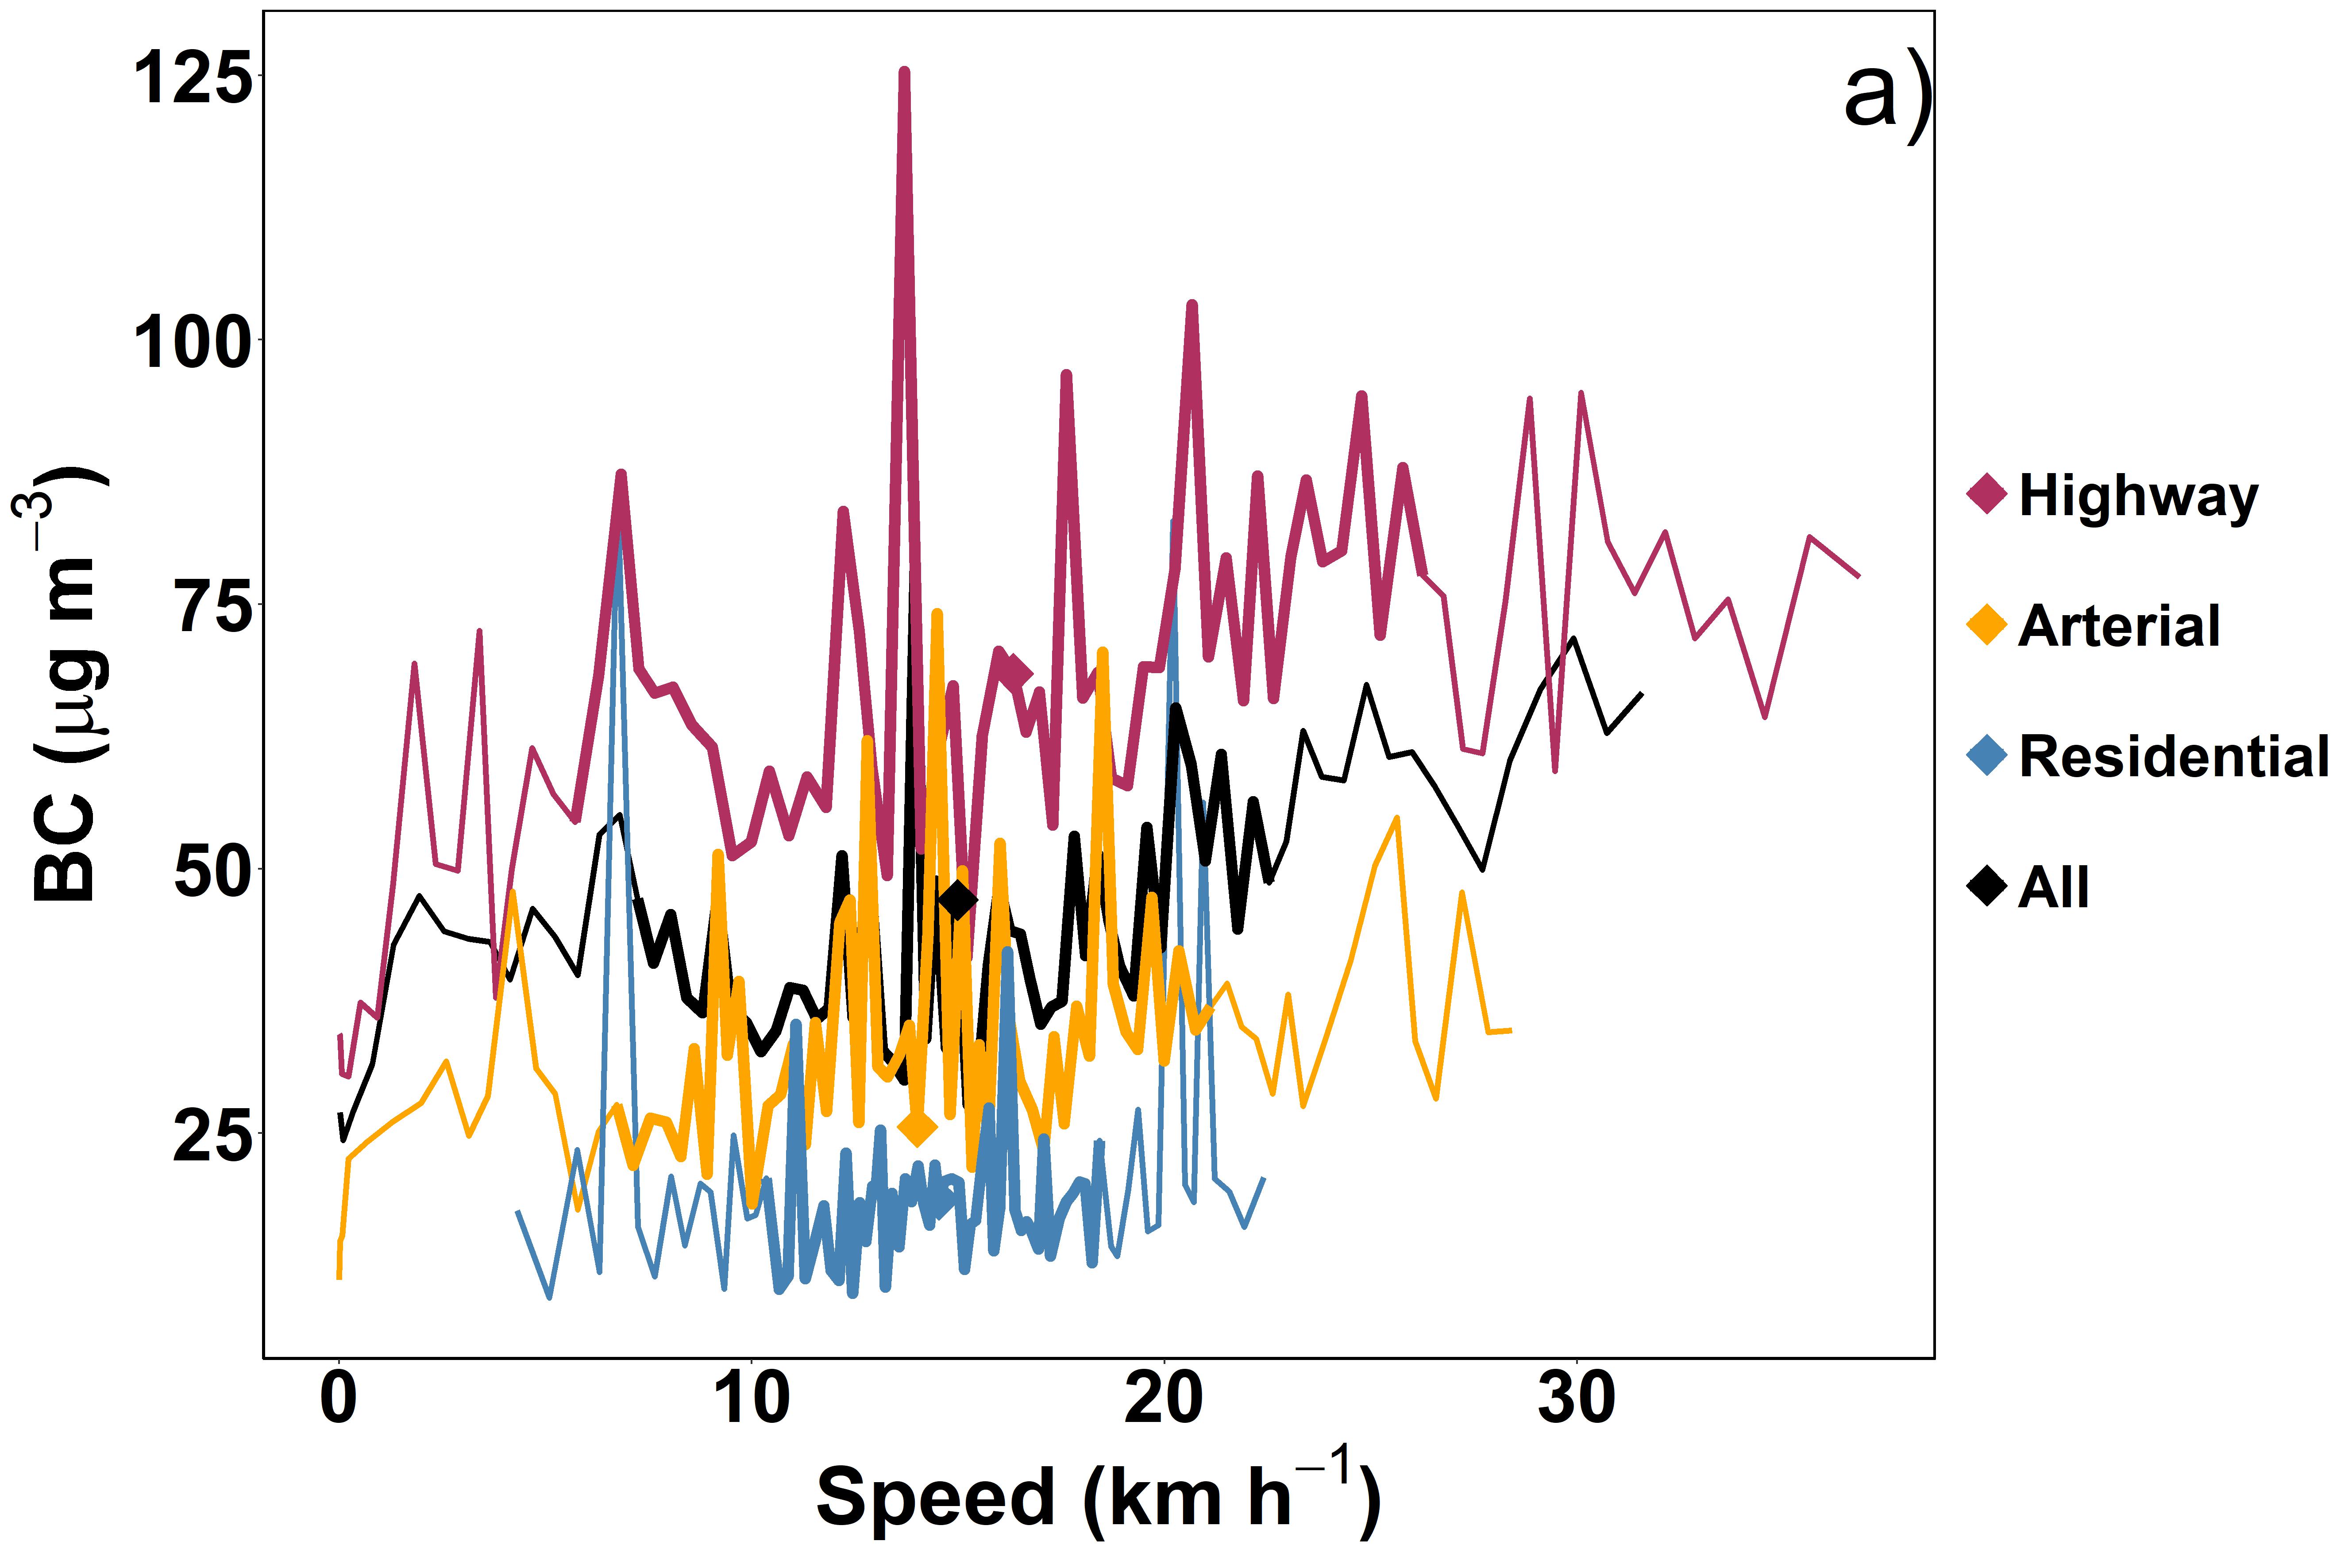 a)
125
100
75
50
25
BC (μg m⁻³)
0 10 20 30
Speed (km h⁻¹)
Highway
Arterial
Residential
All